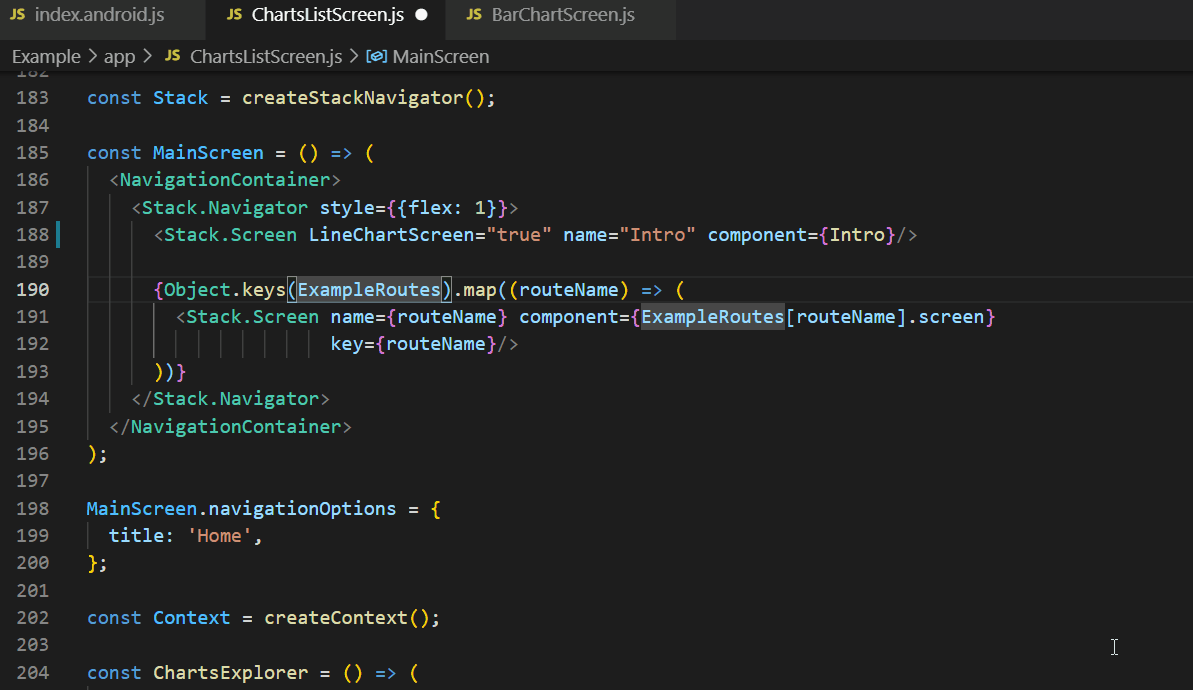 JS index.android.js JS ChartsListScreen.js JS BarChartScreen.js
Example > app > JS ChartsListScreen.js > MainScreen
182
183 const Stack = createStackNavigator();
184
185 const MainScreen = () => (
186 <NavigationContainer>
187 <Stack.Navigator style={{flex: 1}}>
188 <Stack.Screen LineChartScreen="true" name="Intro" component={Intro}/>
189
190 {Object.keys(ExampleRoutes).map((routeName) => (
191 <Stack.Screen name={routeName} component={ExampleRoutes[routeName].screen}
192 key={routeName}/>
193 ))}
194 </Stack.Navigator>
195 </NavigationContainer>
196 );
197
198 MainScreen.navigationOptions = {
199 title: 'Home',
200 };
201
202 const Context = createContext();
203
204 const ChartsExplorer = () => (